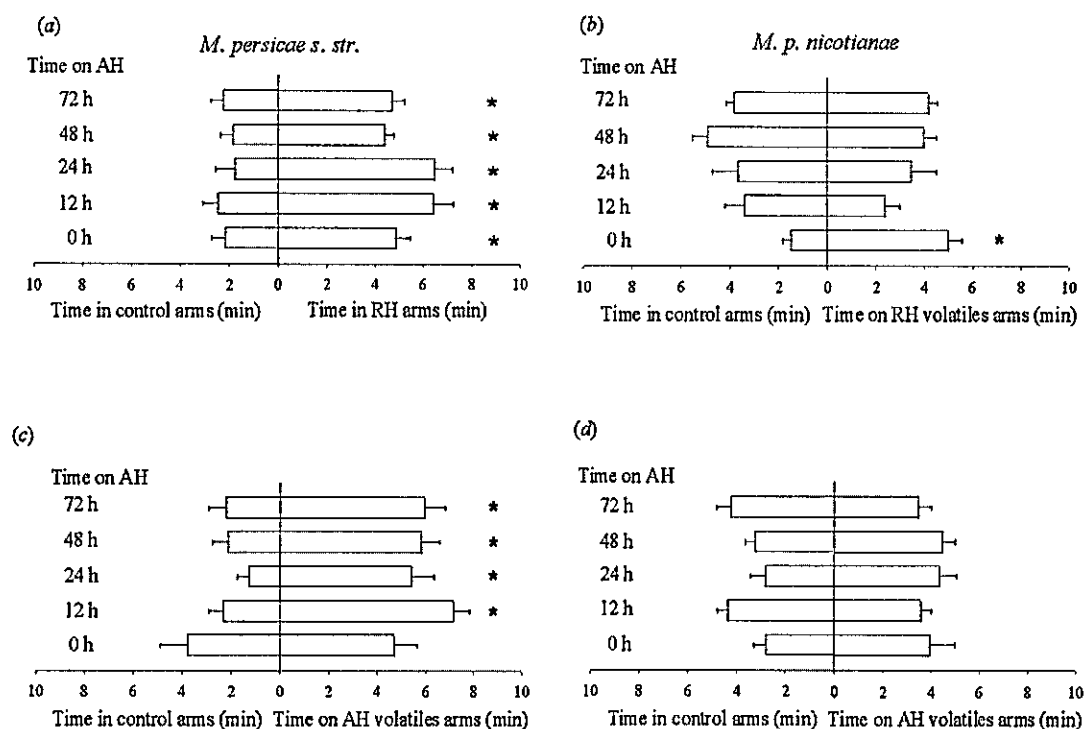 (a)
M. persicae s. str.
Time on AH
72 h
*
48 h
*
24 h
*
12 h
*
0 h
*
10 8 6 4 2 0 2 4 6 8 10
Time in control arms (min) Time in RH arms (min)
(b)
M. p. nicotianae
Time on AH
72 h
48 h
24 h
12 h
0 h
*
10 8 6 4 2 0 2 4 6 8 10
Time in control arms (min) Time on RH volatiles arms (min)
(c)
Time on AH
72 h
*
48 h
*
24 h
*
12 h
*
0 h
10 8 6 4 2 0 2 4 6 8 10
Time in control arms (min) Time on AH volatiles arms (min)
(d)
Time on AH
72 h
48 h
24 h
12 h
0 h
10 8 6 4 2 0 2 4 6 8 10
Time in control arms (min) Time on AH volatiles arms (min)